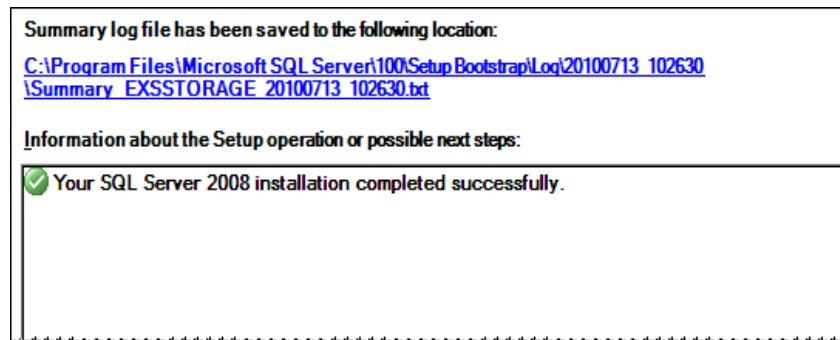 Summary log file has been saved to the following location:
C:\Program Files\Microsoft SQL Server\100\Setup Bootstrap\Log\20100713_102630
\Summary_EXSSTORAGE_20100713_102630.txt
Information about the Setup operation or possible next steps:
Your SQL Server 2008 installation completed successfully.